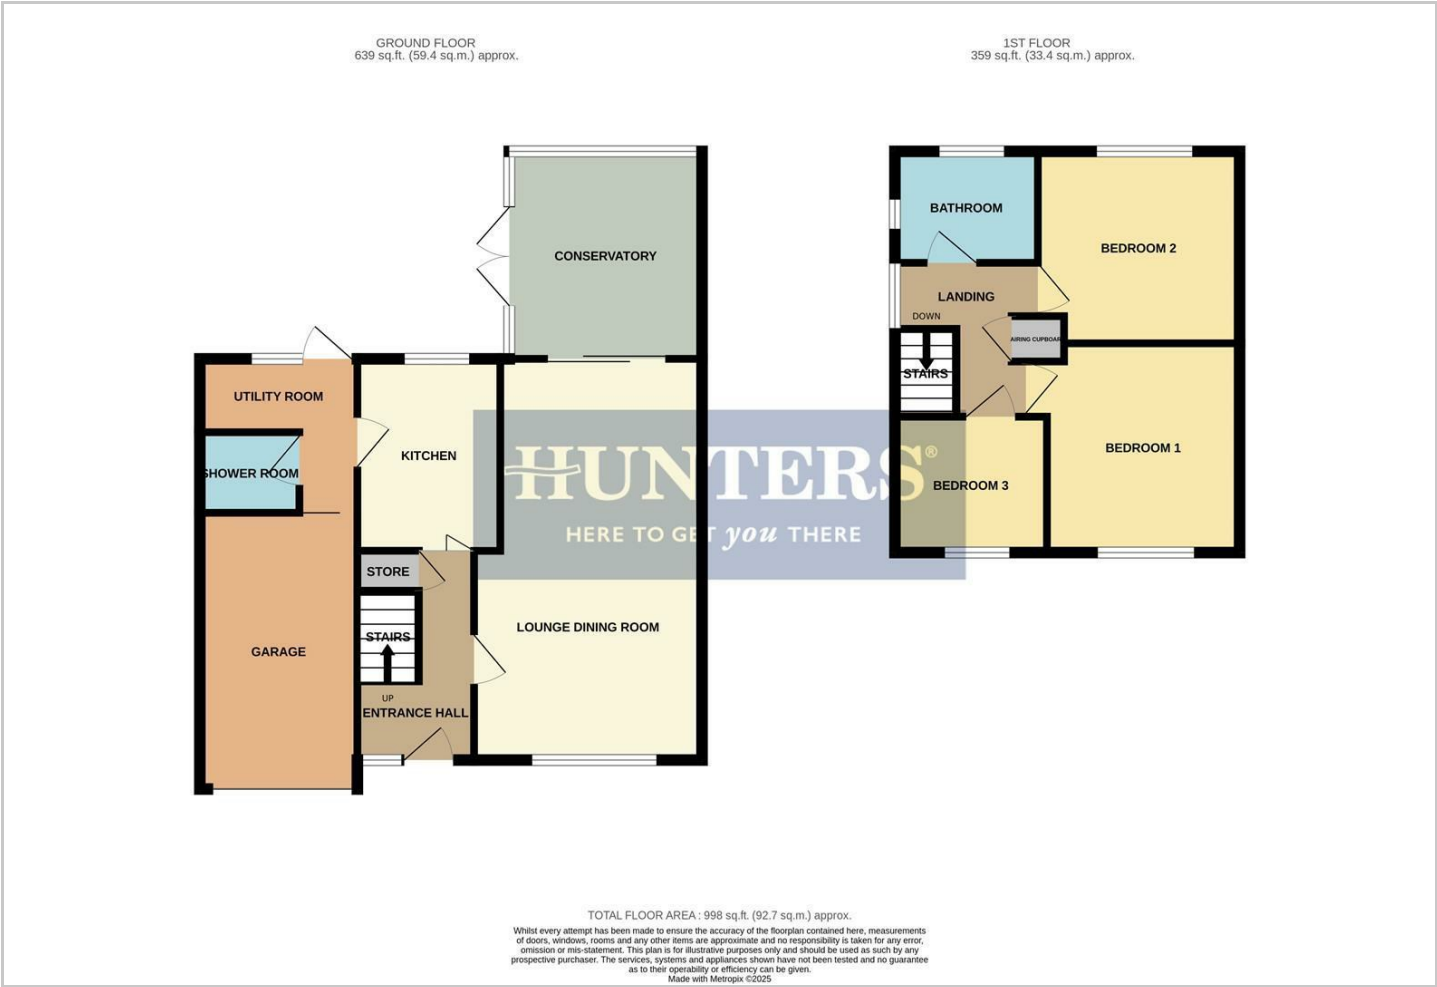 GROUND FLOOR
639 sq.ft. (59.4 sq.m.) approx.
1ST FLOOR
359 sq.ft. (33.4 sq.m.) approx.
CONSERVATORY
UTILITY ROOM
SHOWER ROOM
KITCHEN
STORE
STAIRS
GARAGE
UP
ENTRANCE HALL
LOUNGE DINING ROOM
BATHROOM
BEDROOM 2
LANDING
DOWN
AIRING CUPBOAR
STAIRS
BEDROOM 1
BEDROOM 3
HUNTERS®
HERE TO GET you THERE
TOTAL FLOOR AREA : 998 sq.ft. (92.7 sq.m.) approx.
Whilst every attempt has been made to ensure the accuracy of the floorplan contained here, measurements
of doors, windows, rooms and any other items are approximate and no responsibility is taken for any error,
omission or mis-statement. This plan is for illustrative purposes only and should be used as such by any
prospective purchaser. The services, systems and appliances shown have not been tested and no guarantee
as to their operability or efficiency can be given.
Made with Metropix ©2025